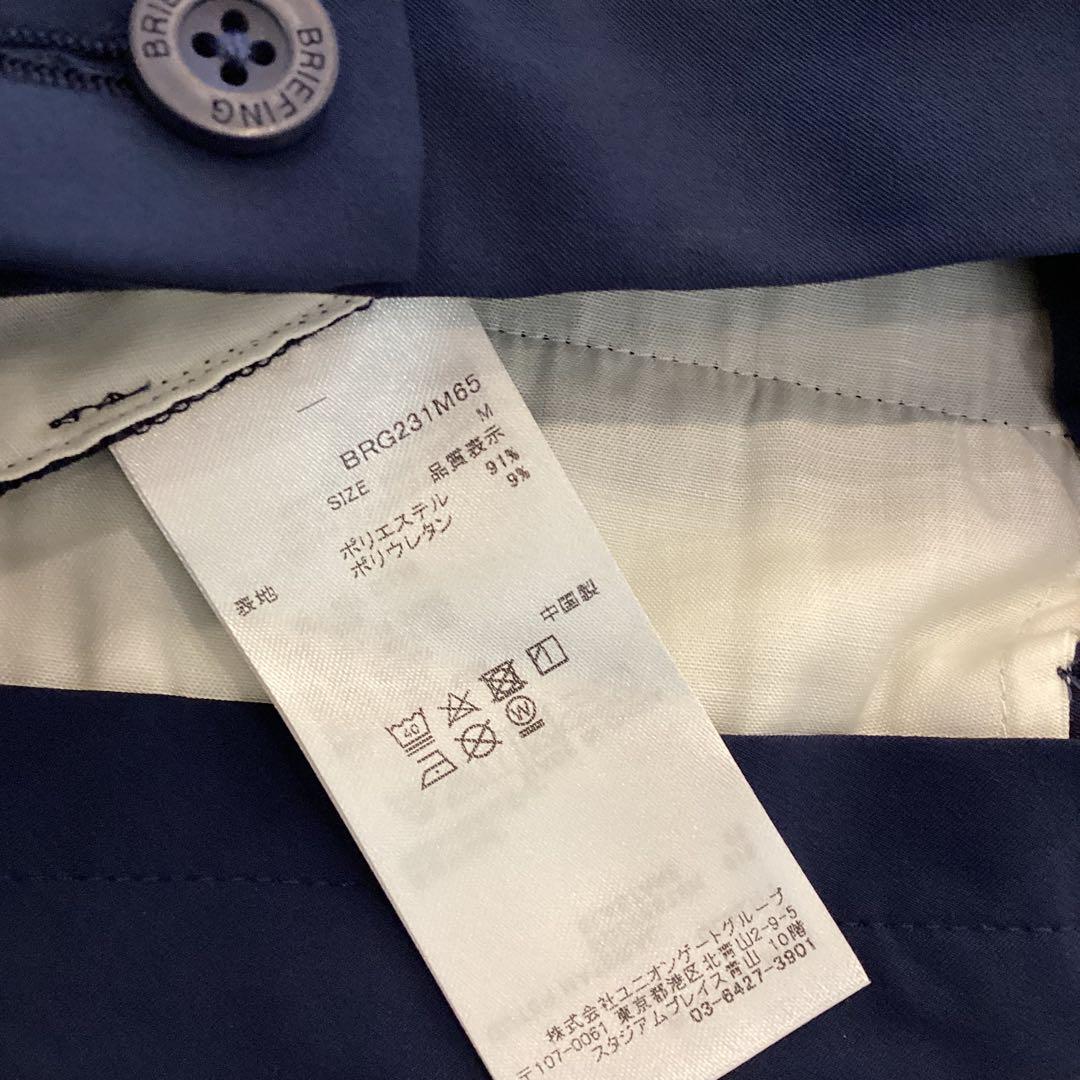 BRIEFING
BRIE
BRG231M65
SIZE M
品質表示
表地 ポリエステル 91%
ポリウレタン 9%
中国製
40
W
株式会社ユニオンゲートグループ
〒107-0061 東京都港区北青山2-9-5
スタジアムプレイス青山 10階
03-6427-3901